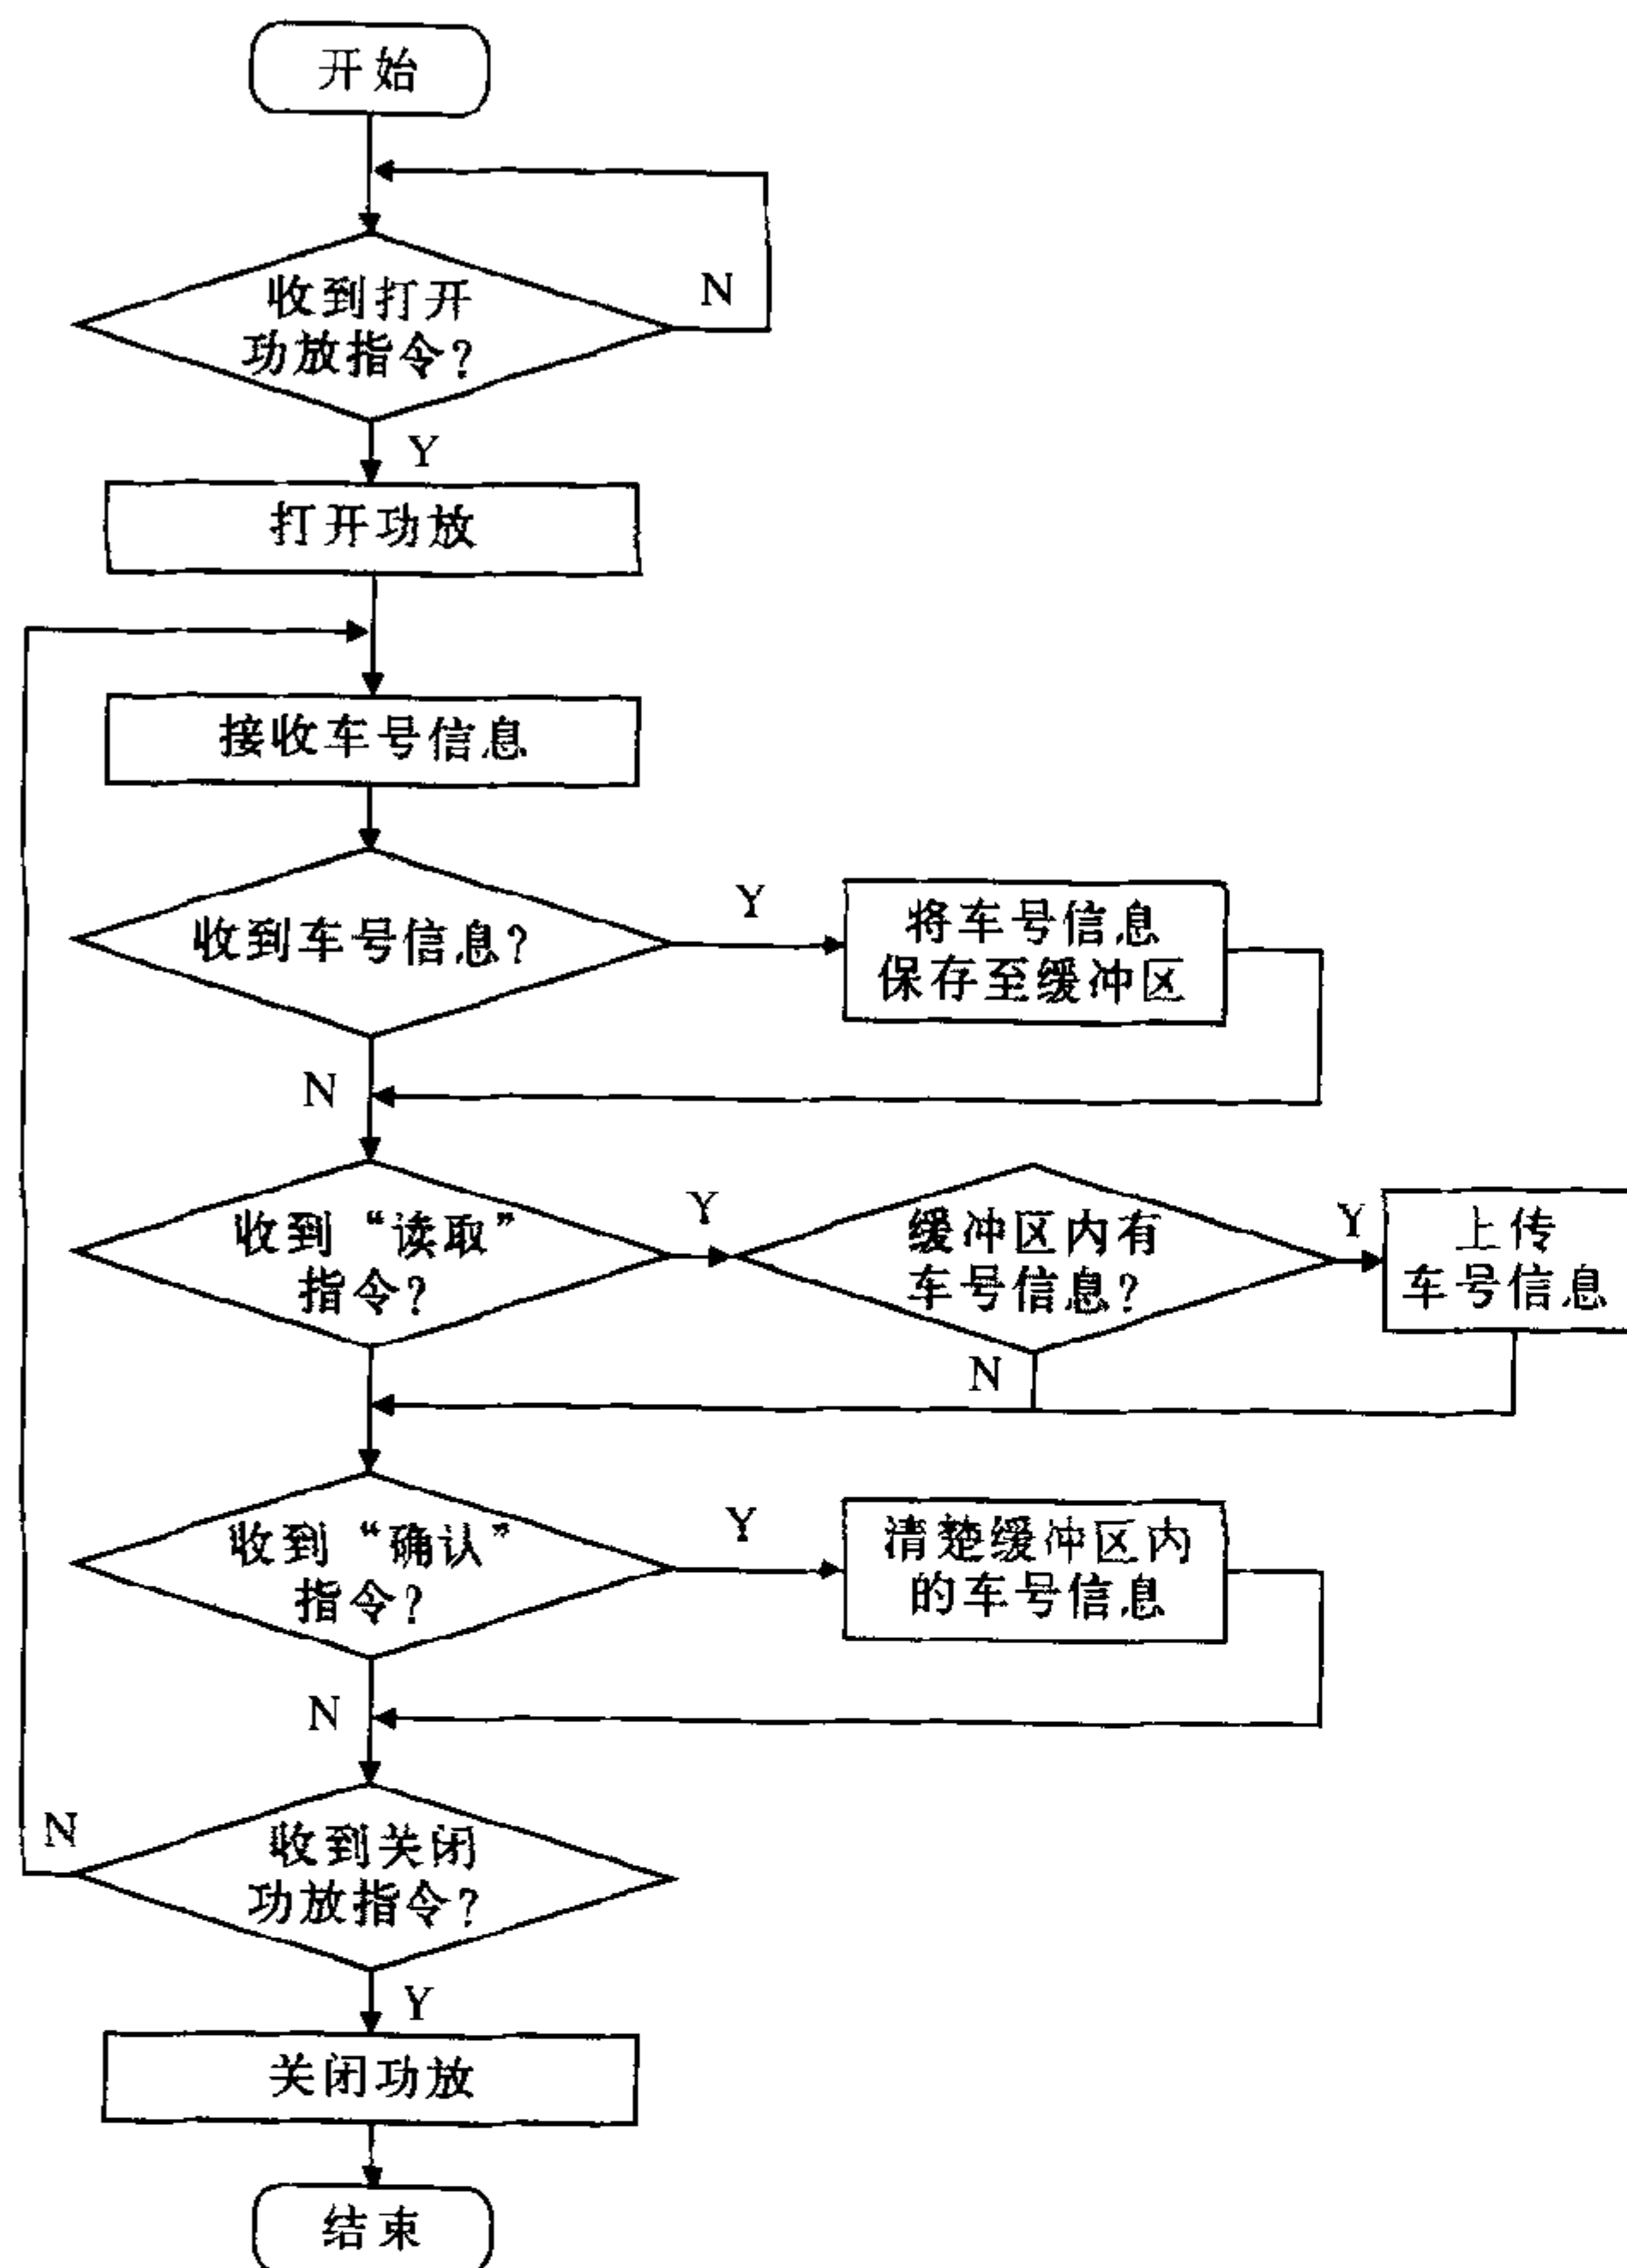 开始
收到打开
功放指令?
N
Y
打开功放
接收车号信息
收到车号信息?
Y
将车号信息
保存至缓冲区
N
收到“读取”
指令?
Y
缓冲区内有
车号信息?
Y
上传
车号信息
N
收到“确认”
指令?
Y
清楚缓冲区内
的车号信息
N
收到关闭
功放指令?
N
Y
关闭功放
结束